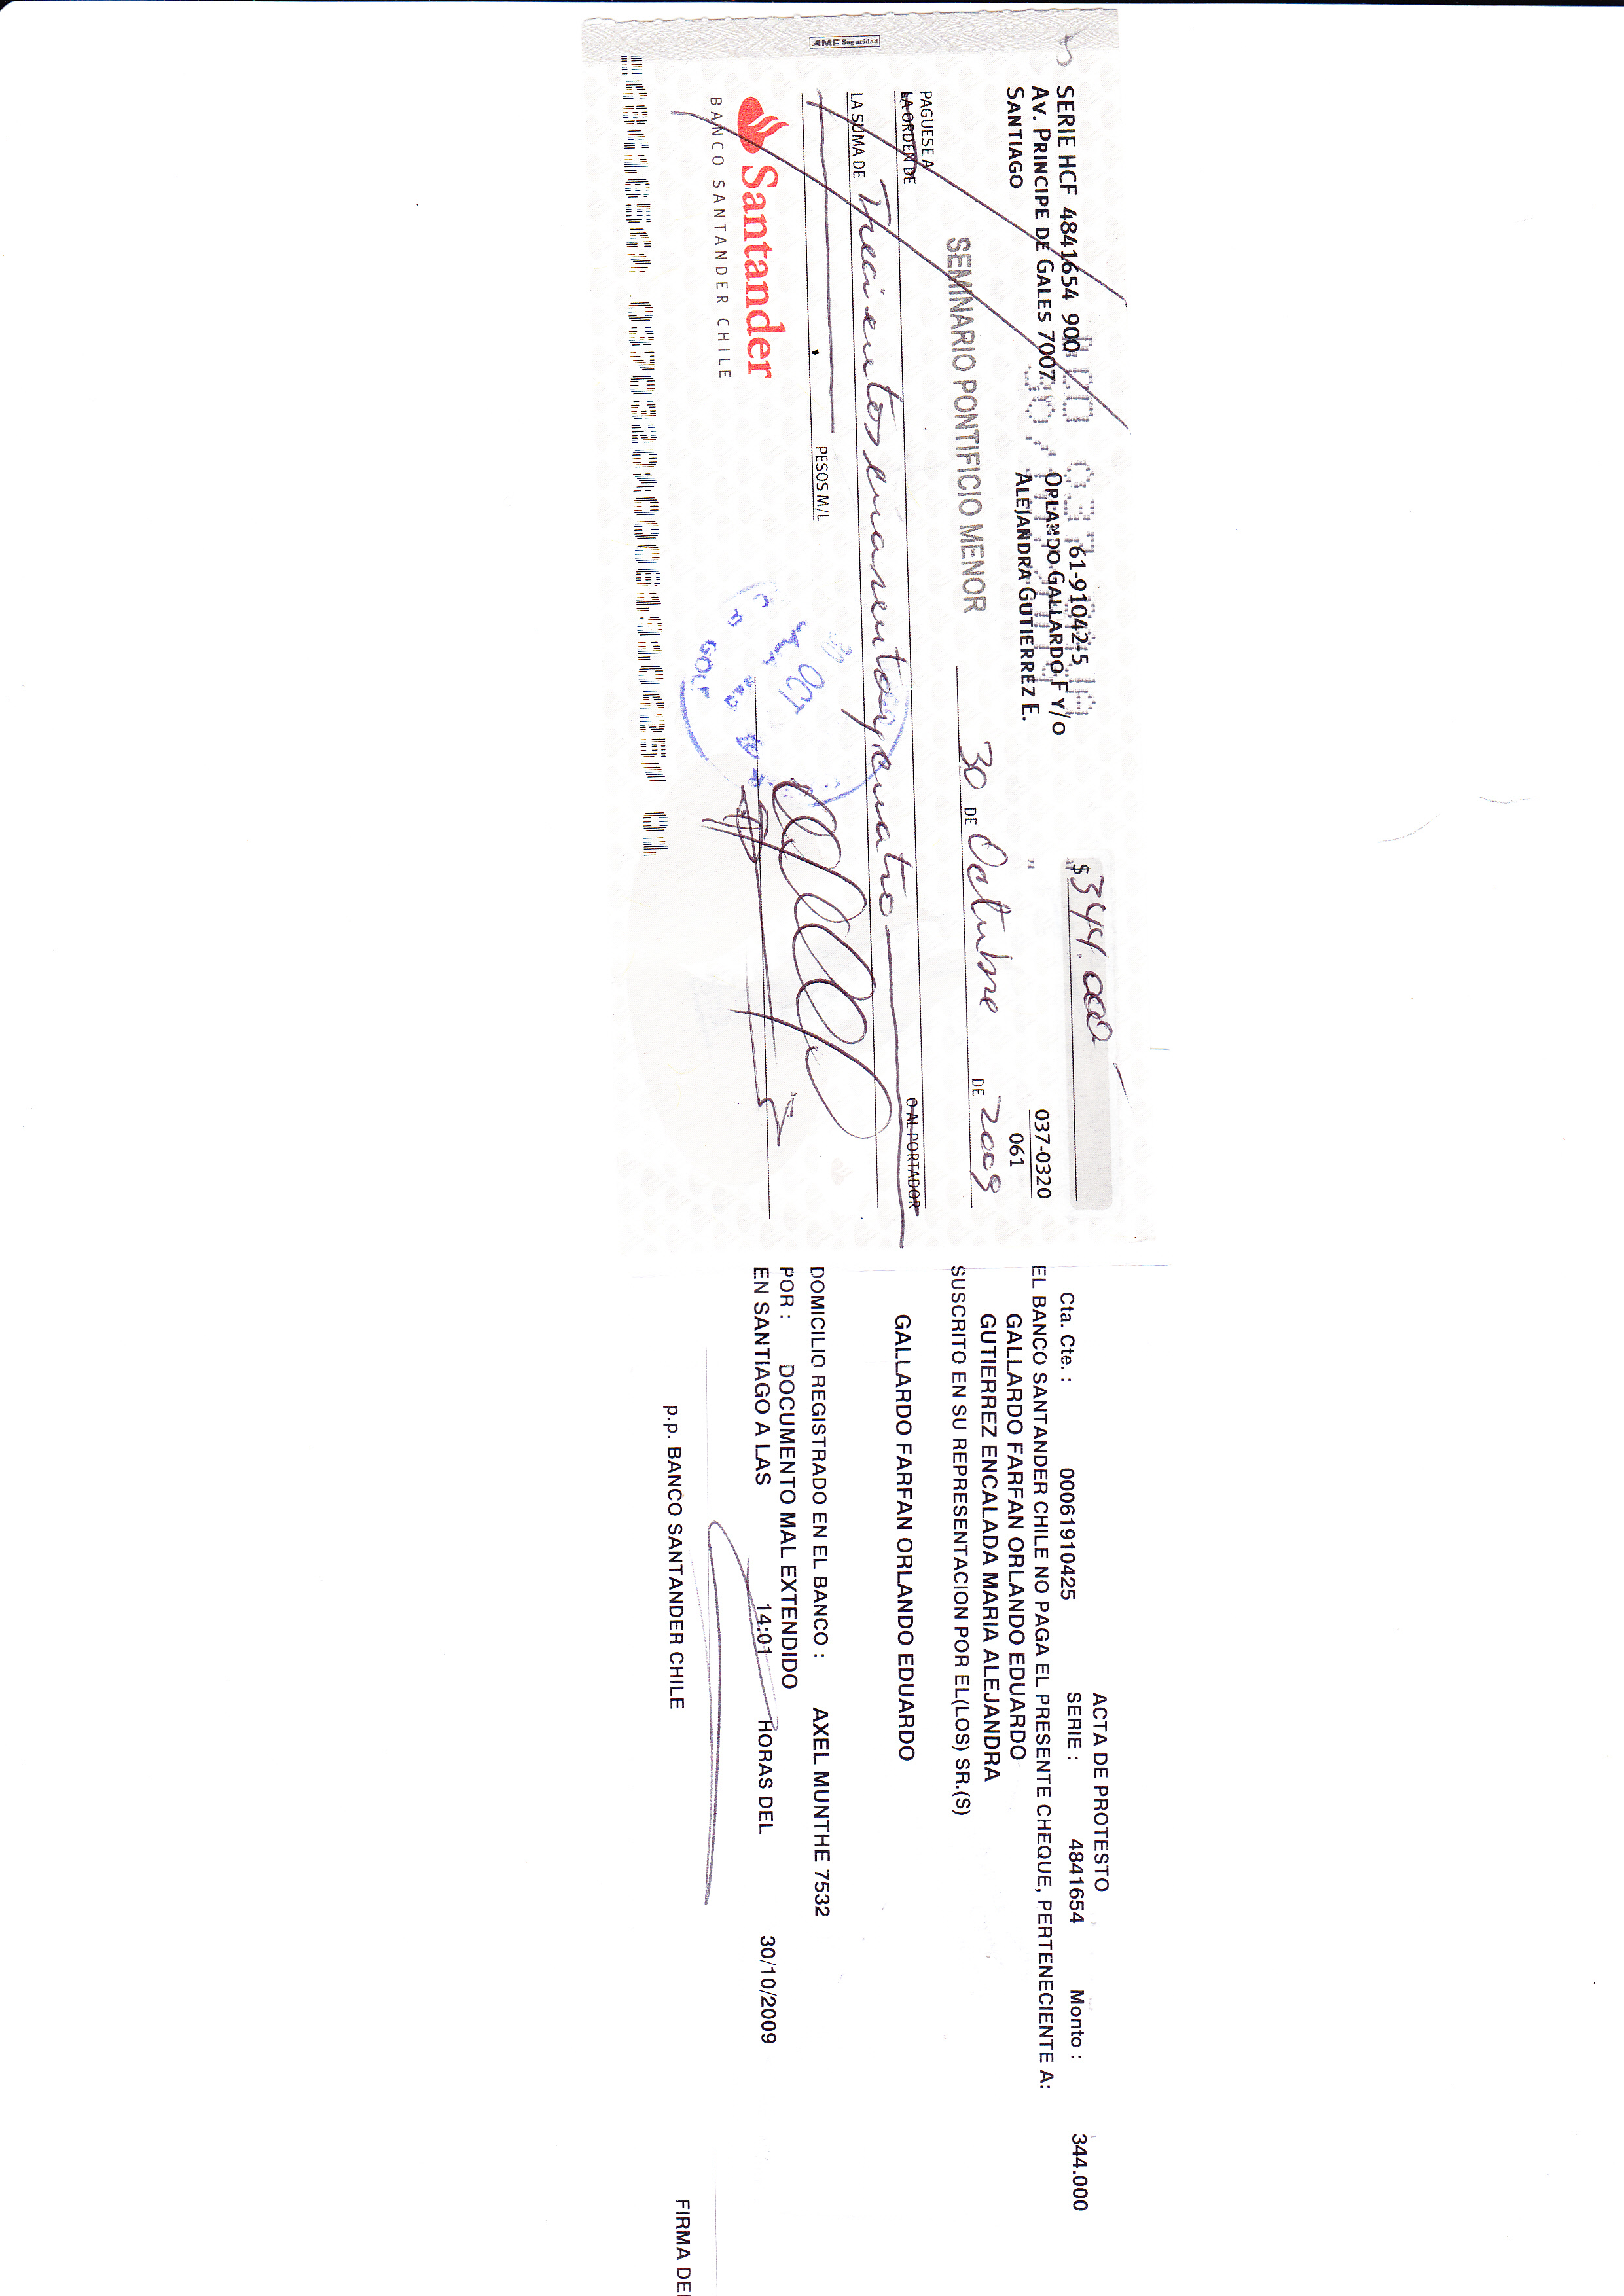 AMF Seguridad
SERIE HCF 4841654 900
AV. PRINCIPE DE GALES 7007
SANTIAGO
61-91042-5
ORLANDO GALLARDO F Y/O
ALEJANDRA GUTIERREZ E.
$ 344.000
037-0320
061
SEMINARIO PONTIFICIO MENOR
30 DE Octubre DE 2009
PAGUESE A
LA ORDEN DE
O AL PORTADOR
LA SUMA DE Trecientos cuarenta y cuatro
PESOS M/L
Santander
BANCO SANTANDER CHILE
OCT
GOLF
ACTA DE PROTESTO
Cta. Cte. : 00061910425 SERIE : 4841654 Monto : 344.000
EL BANCO SANTANDER CHILE NO PAGA EL PRESENTE CHEQUE, PERTENECIENTE A:
GALLARDO FARFAN ORLANDO EDUARDO
GUTIERREZ ENCALADA MARIA ALEJANDRA
SUSCRITO EN SU REPRESENTACION POR EL(LOS) SR.(S)
GALLARDO FARFAN ORLANDO EDUARDO
DOMICILIO REGISTRADO EN EL BANCO : AXEL MUNTHE 7532
POR : DOCUMENTO MAL EXTENDIDO
EN SANTIAGO A LAS 14:01 HORAS DEL 30/10/2009
p.p. BANCO SANTANDER CHILE
FIRMA DE